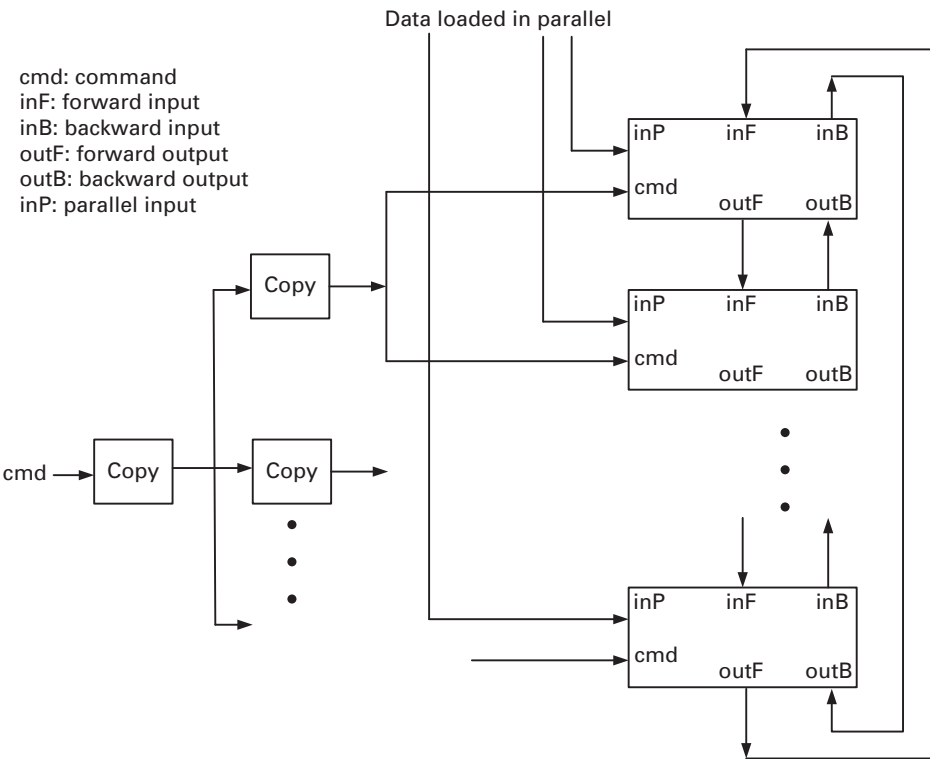 Data loaded in parallel
cmd: command
inF: forward input
inB: backward input
outF: forward output
outB: backward output
inP: parallel input
inP inF inB
cmd
outF outB
Copy
inP inF inB
cmd
outF outB
cmd
Copy
Copy
inP inF inB
cmd
outF outB